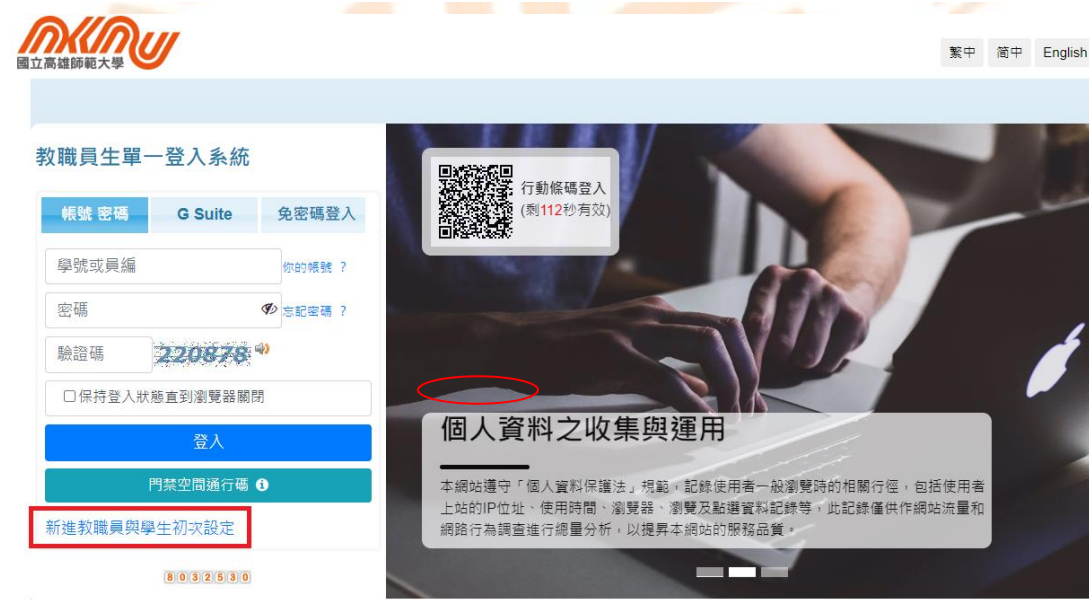 國立高雄師範大學
繁中 简中 English
教職員生單一登入系統
帳號 密碼 G Suite 免密碼登入
學號或員編 你的帳號 ?
密碼 忘記密碼 ?
驗證碼 220878
保持登入狀態直到瀏覽器關閉
登入
門禁空間通行碼
新進教職員與學生初次設定
8032530
行動條碼登入
(剩112秒有效)
個人資料之收集與運用
本網站遵守「個人資料保護法」規範,記錄使用者一般瀏覽時的相關行徑,包括使用者
上站的IP位址、使用時間、瀏覽器、瀏覽及點選資料記錄等,此記錄僅供作網站流量和
網路行為調查進行總量分析,以提昇本網站的服務品質。